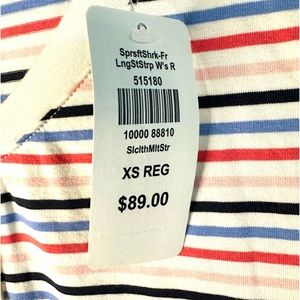 SprsftShrk-Fr
LngStStrp W's R
515180
10000 88810
SlclthMltStr
XS REG
$89.00